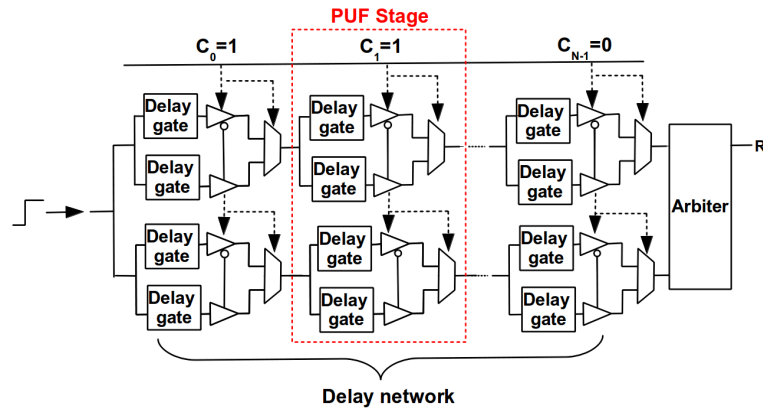 PUF Stage
C0=1
C1=1
CN-1=0
Delay gate
Delay gate
Delay gate
Delay gate
Delay gate
Delay gate
Delay gate
Delay gate
Delay gate
Delay gate
Delay gate
Delay gate
Arbiter
R
Delay network